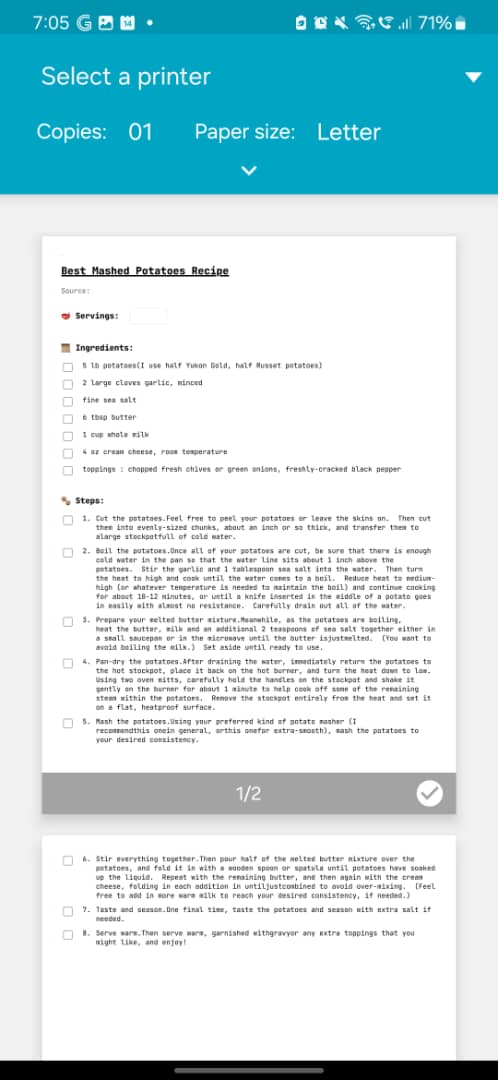 7:05 G 14 71%
Select a printer
Copies: 01 Paper size: Letter
Best Mashed Potatoes Recipe
Source:
Servings:
Ingredients:
5 lb potatoes(I use half Yukon Gold, half Russet potatoes)
2 large cloves garlic, minced
fine sea salt
6 tbsp butter
1 cup whole milk
4 oz cream cheese, room temperature
toppings : chopped fresh chives or green onions, freshly-cracked black pepper
Steps:
1. Cut the potatoes.Feel free to peel your potatoes or leave the skins on. Then cut
them into evenly-sized chunks, about an inch or so thick, and transfer them to
alarge stockpotfull of cold water.
2. Boil the potatoes.Once all of your potatoes are cut, be sure that there is enough
cold water in the pan so that the water line sits about 1 inch above the
potatoes. Stir the garlic and 1 tablespoon sea salt into the water. Then turn
the heat to high and cook until the water comes to a boil. Reduce heat to medium-
high (or whatever temperature is needed to maintain the boil) and continue cooking
for about 10-12 minutes, or until a knife inserted in the middle of a potato goes
in easily with almost no resistance. Carefully drain out all of the water.
3. Prepare your melted butter mixture.Meanwhile, as the potatoes are boiling,
heat the butter, milk and an additional 2 teaspoons of sea salt together either in
a small saucepan or in the microwave until the butter isjustmelted. (You want to
avoid boiling the milk.) Set aside until ready to use.
4. Pan-dry the potatoes.After draining the water, immediately return the potatoes to
the hot stockpot, place it back on the hot burner, and turn the heat down to low.
Using two oven mitts, carefully hold the handles on the stockpot and shake it
gently on the burner for about 1 minute to help cook off some of the remaining
steam within the potatoes. Remove the stockpot entirely from the heat and set it
on a flat, heatproof surface.
5. Mash the potatoes.Using your preferred kind of potato masher (I
recommendthis onein general, orthis onefor extra-smooth), mash the potatoes to
your desired consistency.
1/2
6. Stir everything together.Then pour half of the melted butter mixture over the
potatoes, and fold it in with a wooden spoon or spatula until potatoes have soaked
up the liquid. Repeat with the remaining butter, and then again with the cream
cheese, folding in each addition in untiljustcombined to avoid over-mixing. (Feel
free to add in more warm milk to reach your desired consistency, if needed.)
7. Taste and season.One final time, taste the potatoes and season with extra salt if
needed.
8. Serve warm.Then serve warm, garnished withgravyor any extra toppings that you
might like, and enjoy!